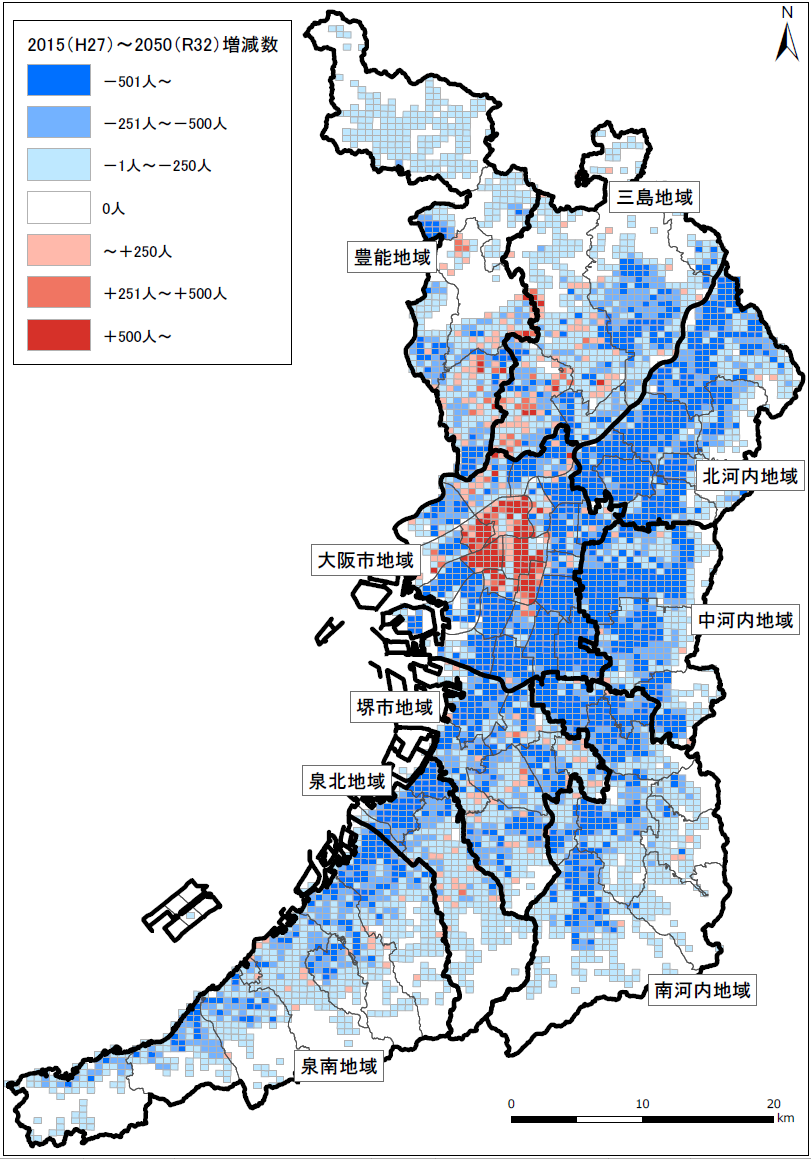 2015(H27)～2050(R32)増減数
－501人～
－251人～－500人
－1人～－250人
0人
～＋250人
＋251人～＋500人
＋500人～
N
三島地域
豊能地域
北河内地域
大阪市地域
中河内地域
堺市地域
泉北地域
南河内地域
泉南地域
0 10 20
km